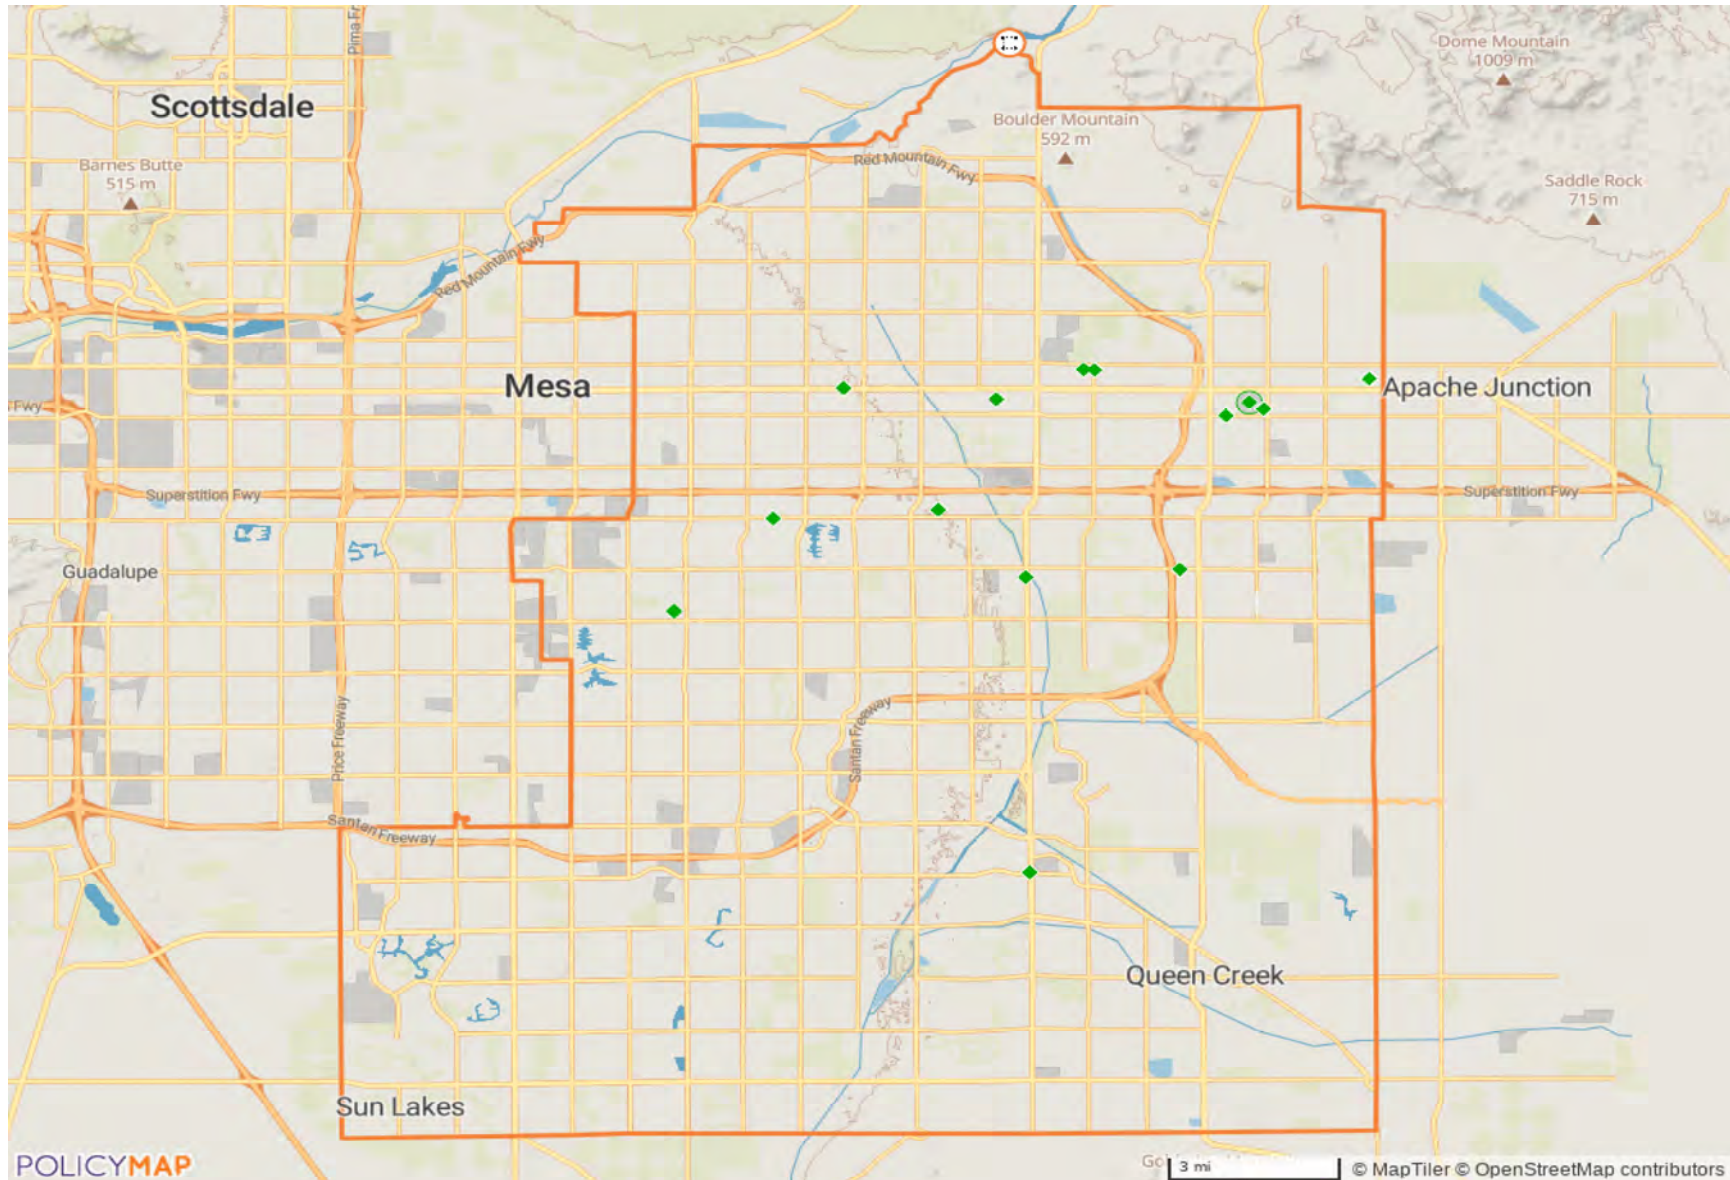 Pima Fr
Dome Mountain
1009 m
Scottsdale
Boulder Mountain
592 m
Barnes Butte
515 m
Red Mountain Fwy
Saddle Rock
715 m
Red Mountain Fwy
Mesa
Apache Junction
Fwy
Superstition Fwy
Superstition Fwy
Guadalupe
Price Freeway
Santan Freeway
Santan Freeway
Queen Creek
Sun Lakes
POLICYMAP
3 mi
© MapTiler © OpenStreetMap contributors